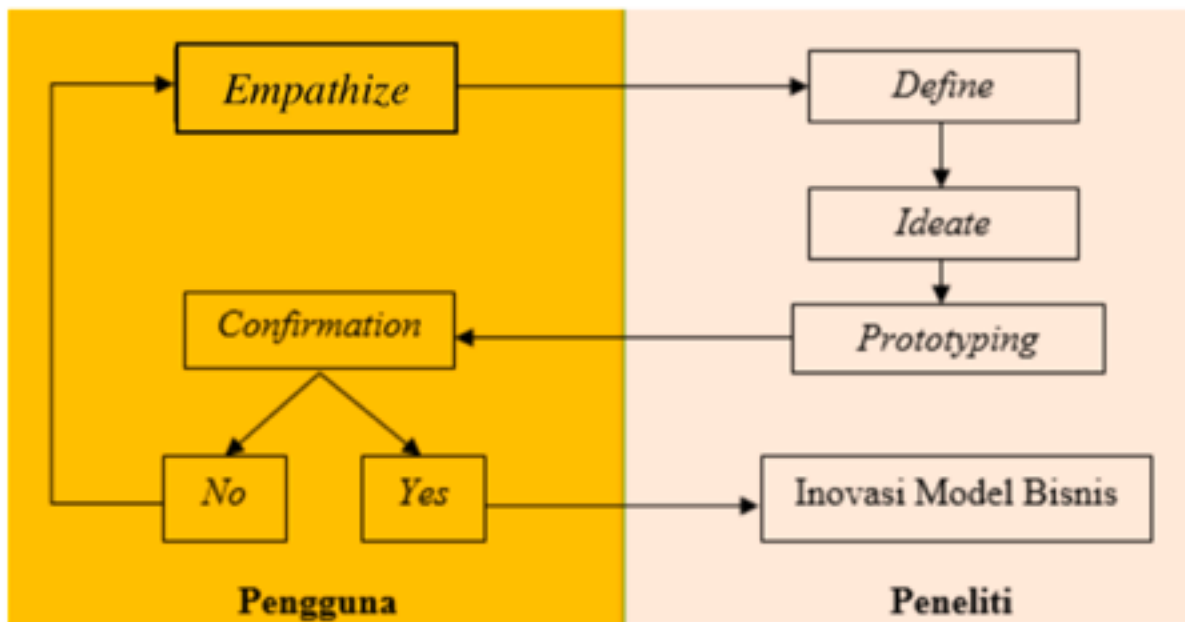 Empathize
Define
Ideate
Confirmation
Prototyping
No
Yes
Inovasi Model Bisnis
Pengguna
Peneliti